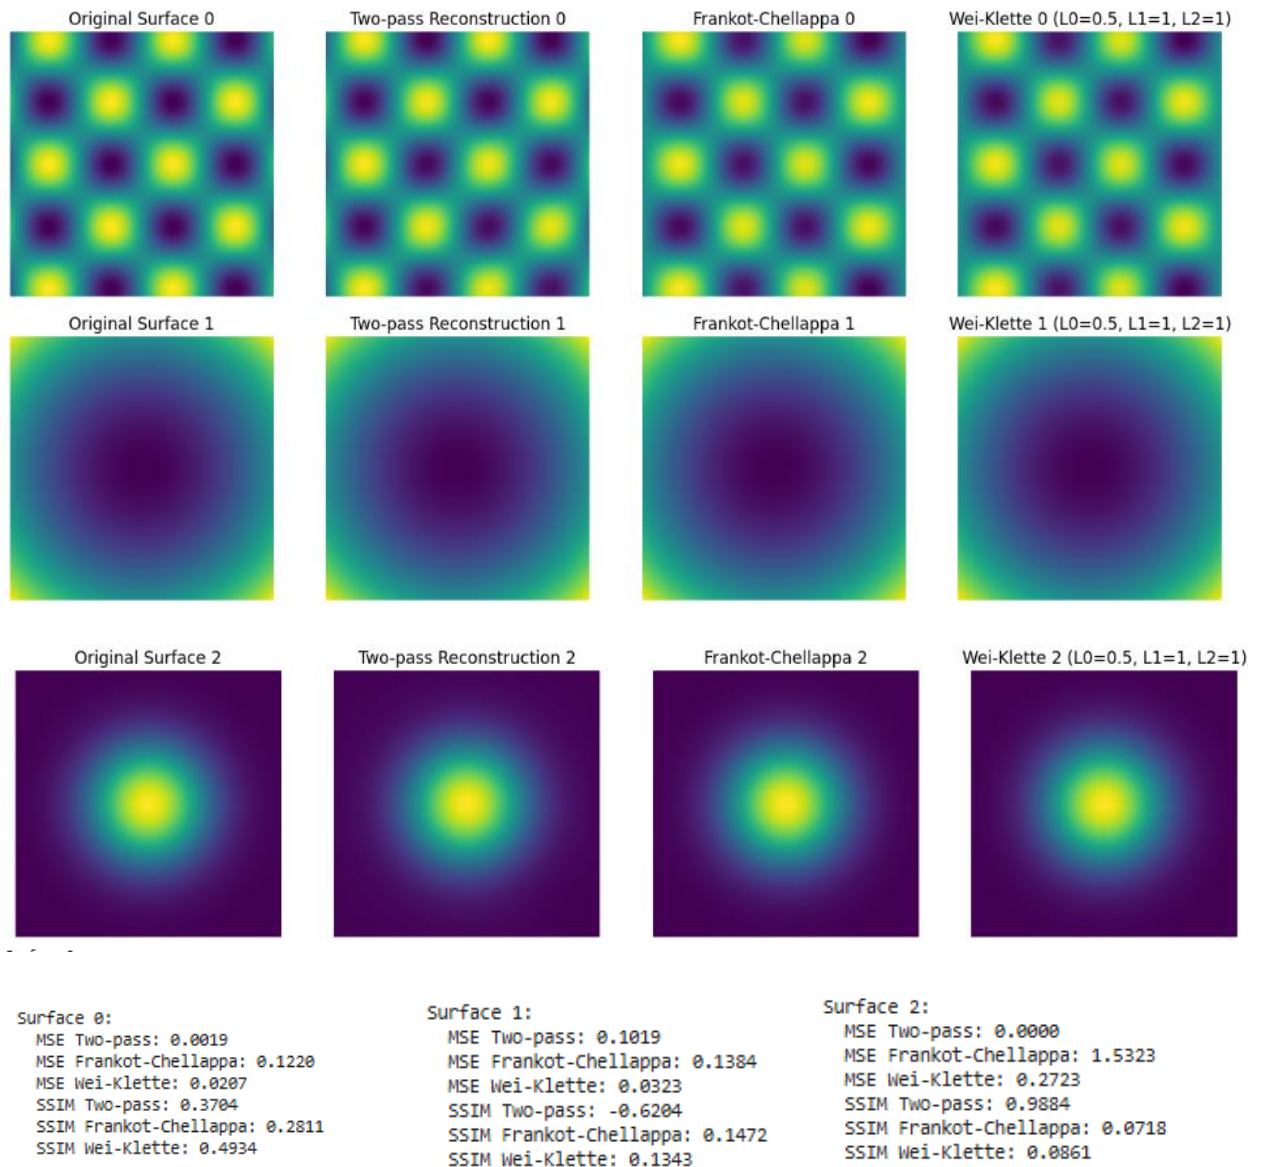 Original Surface 0
Two-pass Reconstruction 0
Frankot-Chellappa 0
Wei-Klette 0 (L0=0.5, L1=1, L2=1)
Original Surface 1
Two-pass Reconstruction 1
Frankot-Chellappa 1
Wei-Klette 1 (L0=0.5, L1=1, L2=1)
Original Surface 2
Two-pass Reconstruction 2
Frankot-Chellappa 2
Wei-Klette 2 (L0=0.5, L1=1, L2=1)
Surface 0:
MSE Two-pass: 0.0019
MSE Frankot-Chellappa: 0.1220
MSE Wei-Klette: 0.0207
SSIM Two-pass: 0.3704
SSIM Frankot-Chellappa: 0.2811
SSIM Wei-Klette: 0.4934
Surface 1:
MSE Two-pass: 0.1019
MSE Frankot-Chellappa: 0.1384
MSE Wei-Klette: 0.0323
SSIM Two-pass: -0.6204
SSIM Frankot-Chellappa: 0.1472
SSIM Wei-Klette: 0.1343
Surface 2:
MSE Two-pass: 0.0000
MSE Frankot-Chellappa: 1.5323
MSE Wei-Klette: 0.2723
SSIM Two-pass: 0.9884
SSIM Frankot-Chellappa: 0.0718
SSIM Wei-Klette: 0.0861